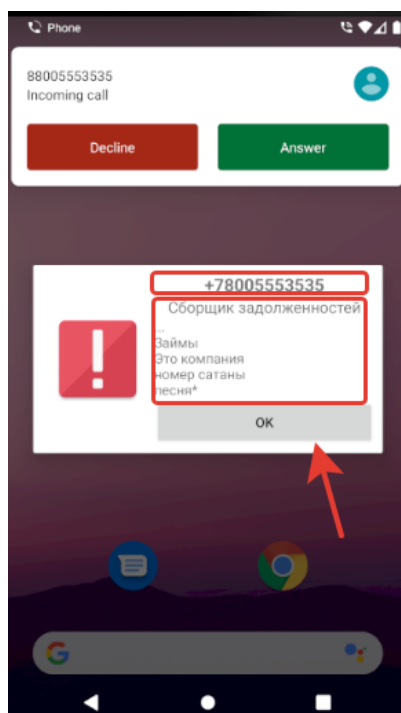 Phone
88005553535
Incoming call
Decline
Answer
+78005553535
Сборщик задолженностей
...
Займы
Это компания
номер сатаны
песня*
OK